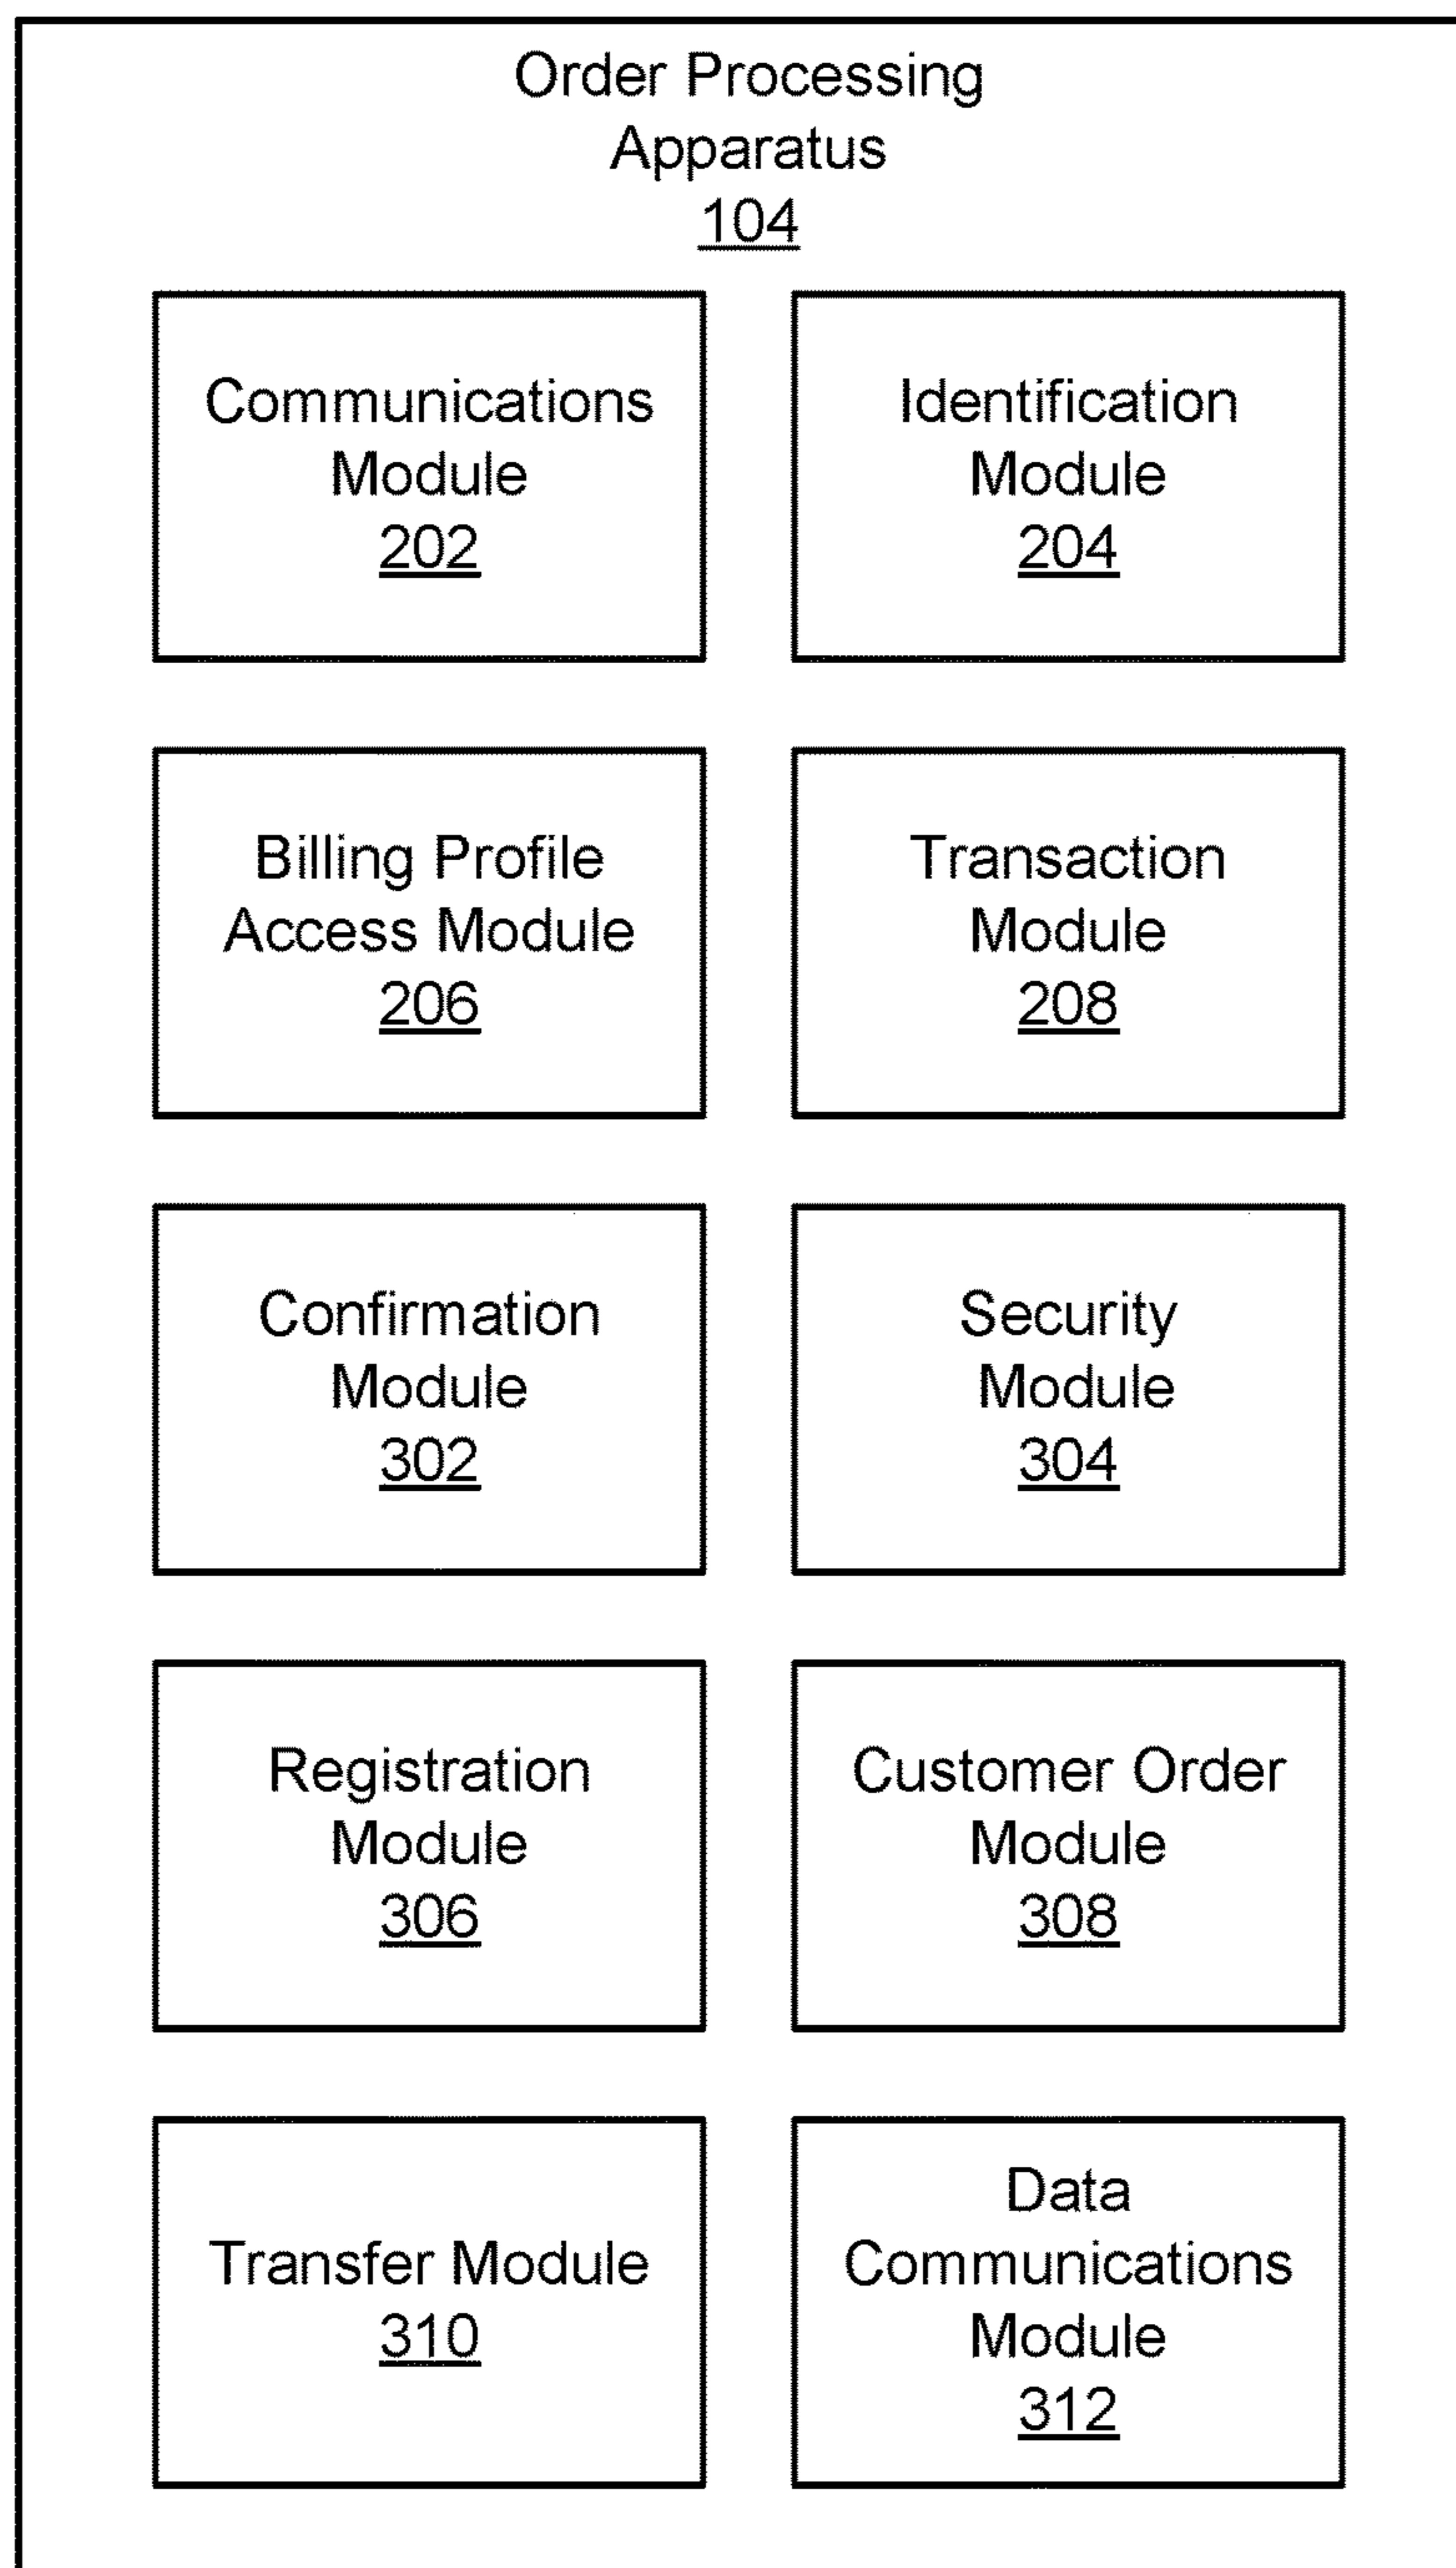 Order Processing
Apparatus
104
Communications
Module
202
Identification
Module
204
Billing Profile
Access Module
206
Transaction
Module
208
Confirmation
Module
302
Security
Module
304
Registration
Module
306
Customer Order
Module
308
Transfer Module
310
Data
Communications
Module
312